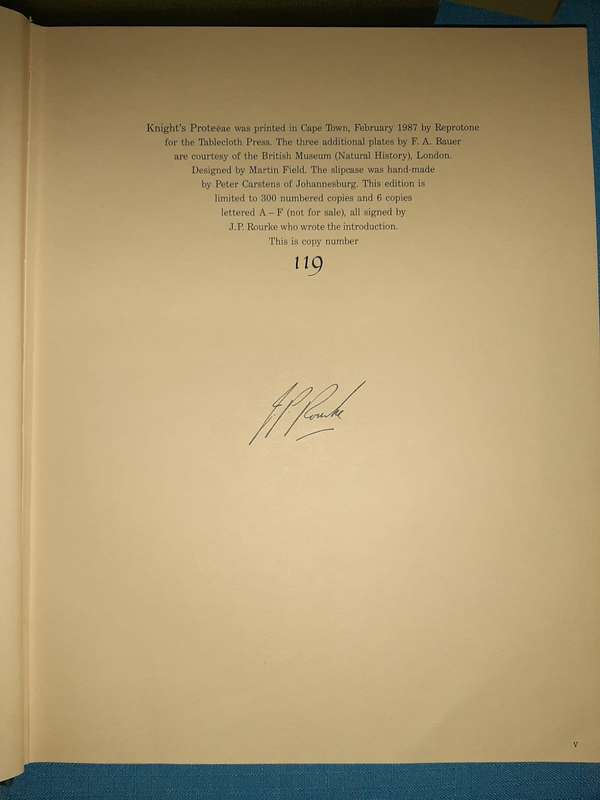 Knight's Proteëae was printed in Cape Town, February 1987 by Reprotone
for the Tablecloth Press. The three additional plates by F. A. Rauer
are courtesy of the British Museum (Natural History), London.
Designed by Martin Field. The slipcase was hand-made
by Peter Carstens of Johannesburg. This edition is
limited to 300 numbered copies and 6 copies
lettered A – F (not for sale), all signed by
J.P. Rourke who wrote the introduction.
This is copy number
119
J.P. Rourke
v